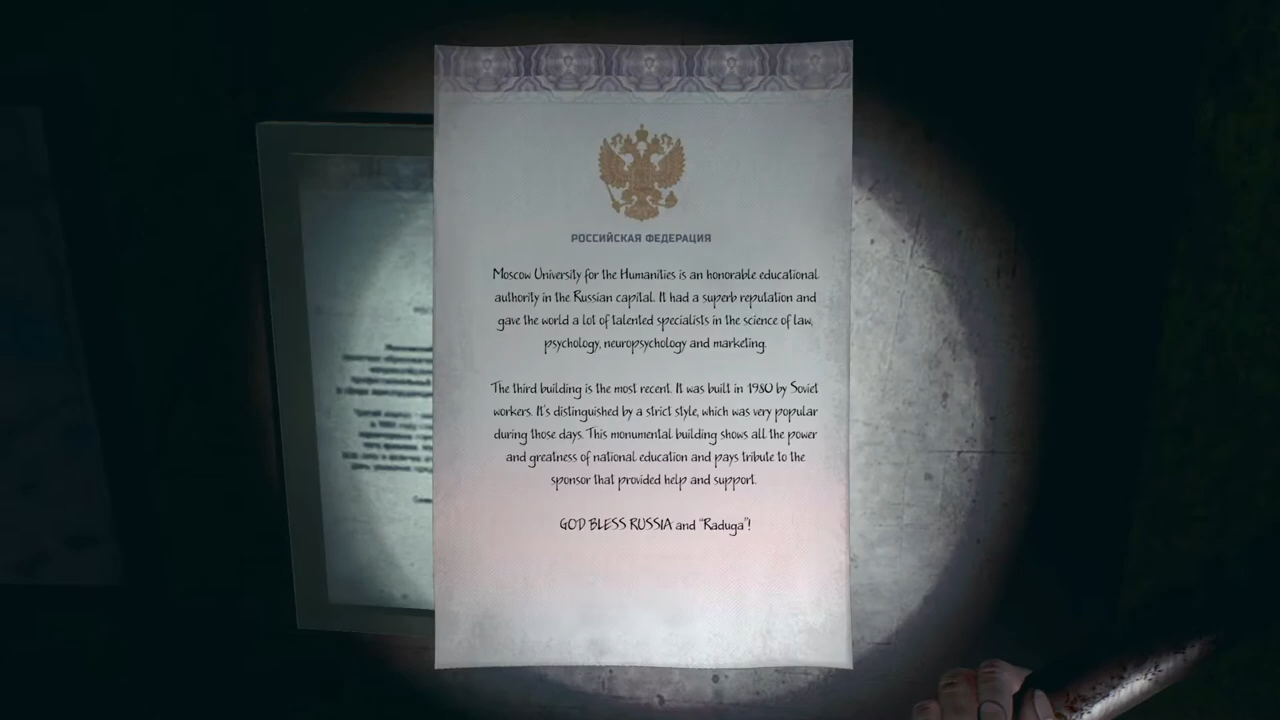 РОССИЙСКАЯ ФЕДЕРАЦИЯ
Moscow University for the Humanities is an honorable educational
authority in the Russian capital. It had a superb reputation and
gave the world a lot of talented specialists in the science of law,
psychology, neuropsychology and marketing.
The third building is the most recent. It was built in 1980 by Soviet
workers. It's distinguished by a strict style, which was very popular
during those days. This monumental building shows all the power
and greatness of national education and pays tribute to the
sponsor that provided help and support.
GOD BLESS RUSSIA and "Raduga"!